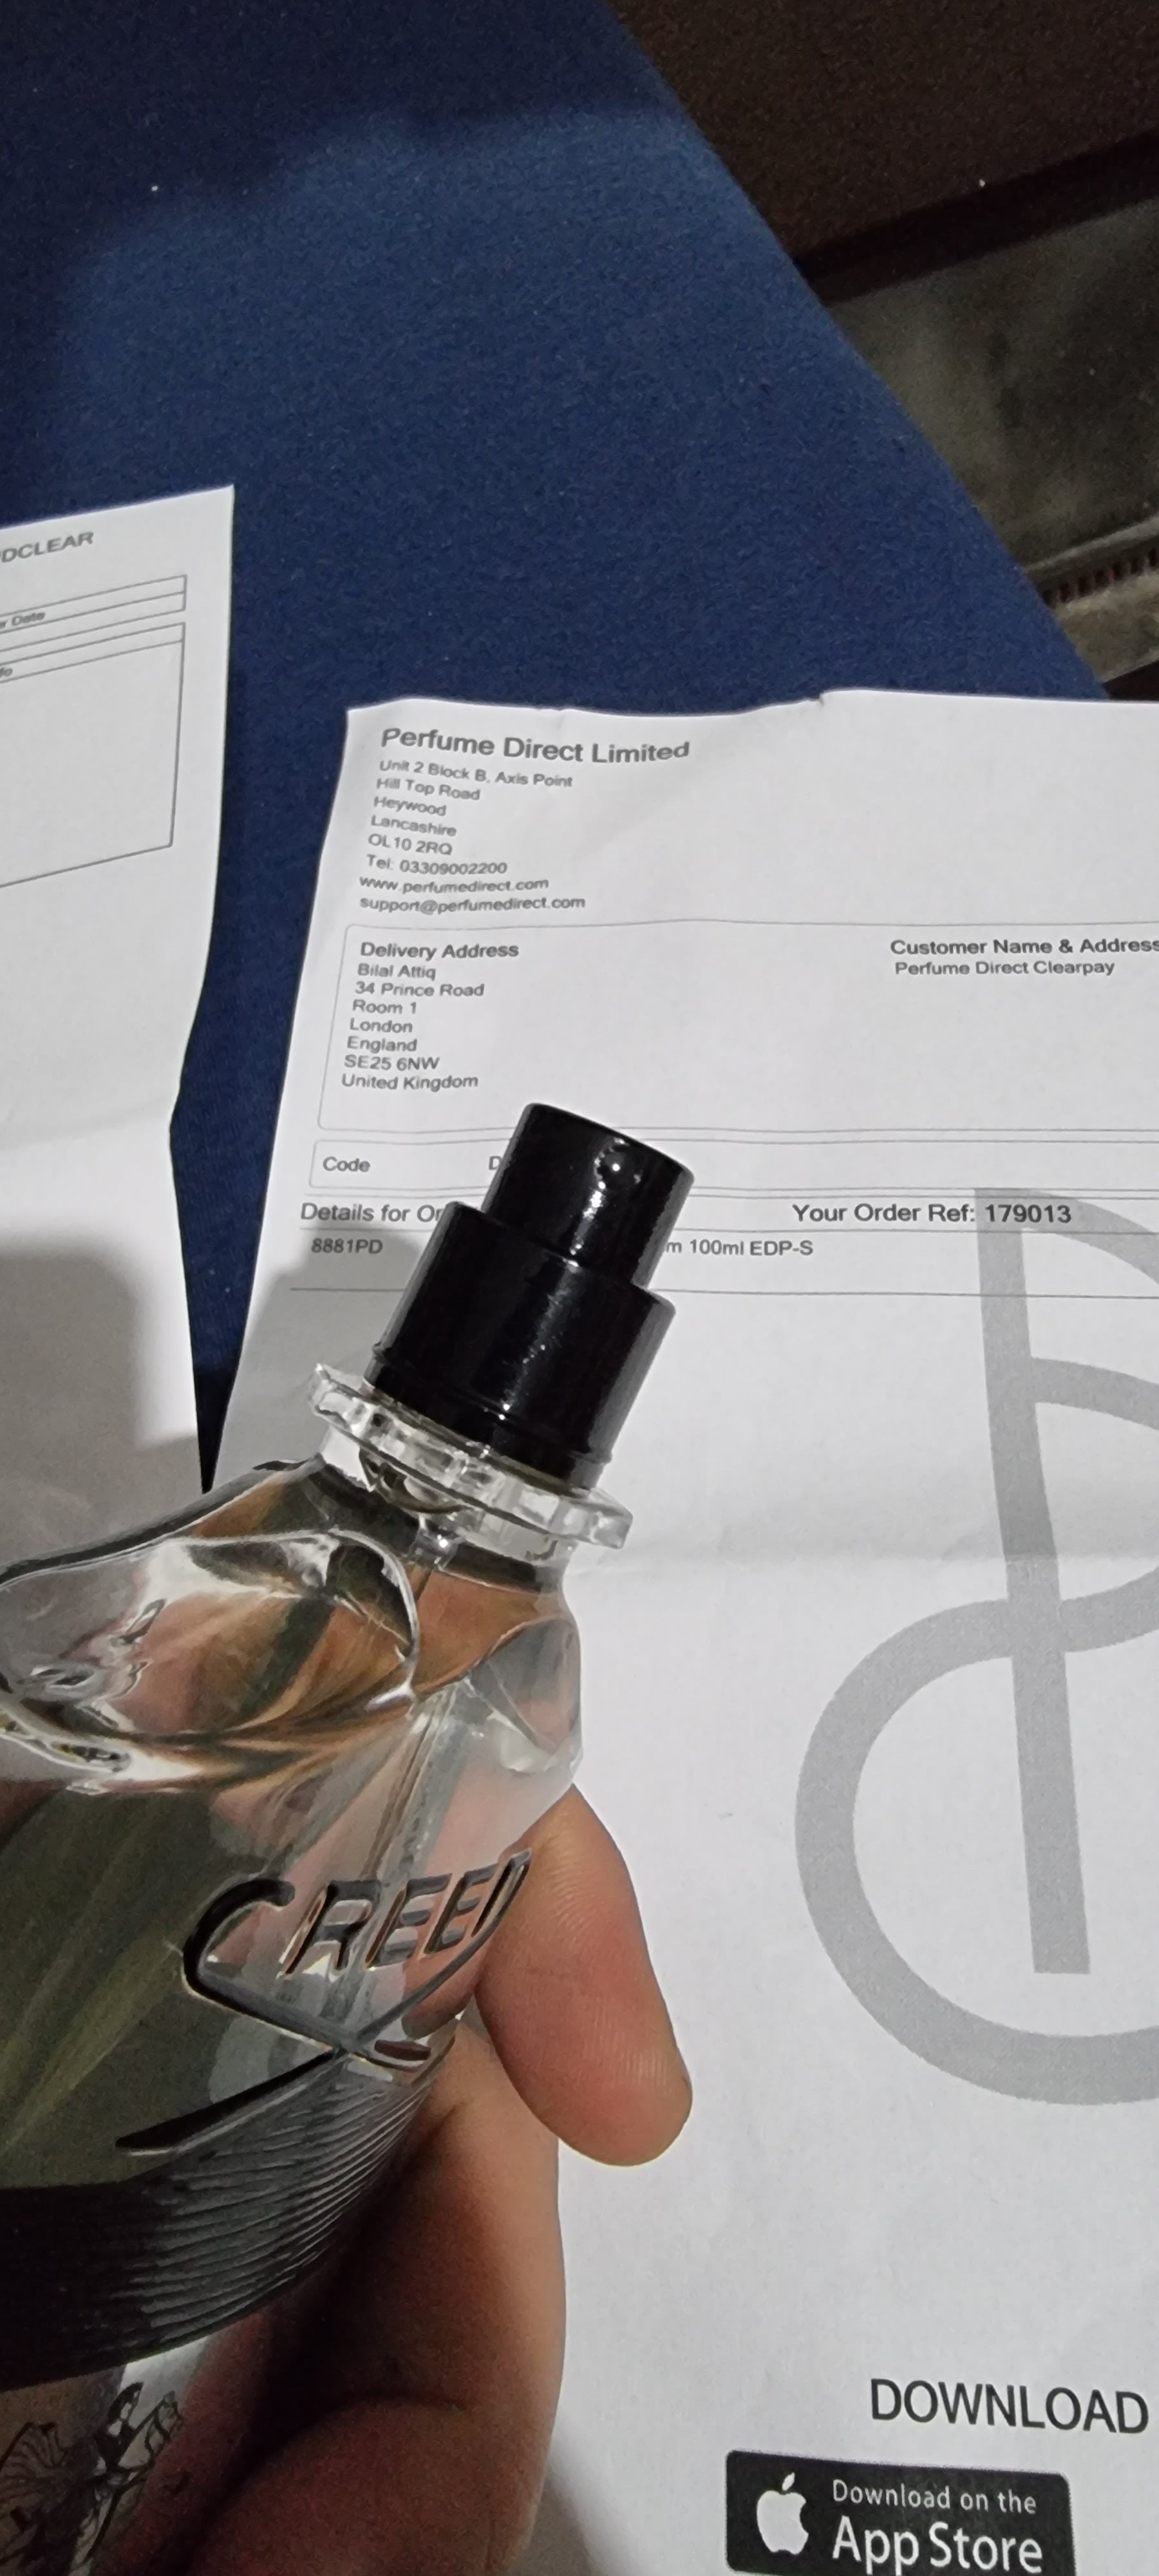 DCLEAR
r Date
Perfume Direct Limited
Unit 2 Block B, Axis Point
Hill Top Road
Heywood
Lancashire
OL10 2RQ
Tel: 03309002200
www.perfumedirect.com
support@perfumedirect.com
Delivery Address
Bilal Attiq
34 Prince Road
Room 1
London
England
SE25 6NW
United Kingdom
Customer Name & Address
Perfume Direct Clearpay
Code D
Details for Or Your Order Ref: 179013
8881PD m 100ml EDP-S
CREED
DOWNLOAD
Download on the
App Store